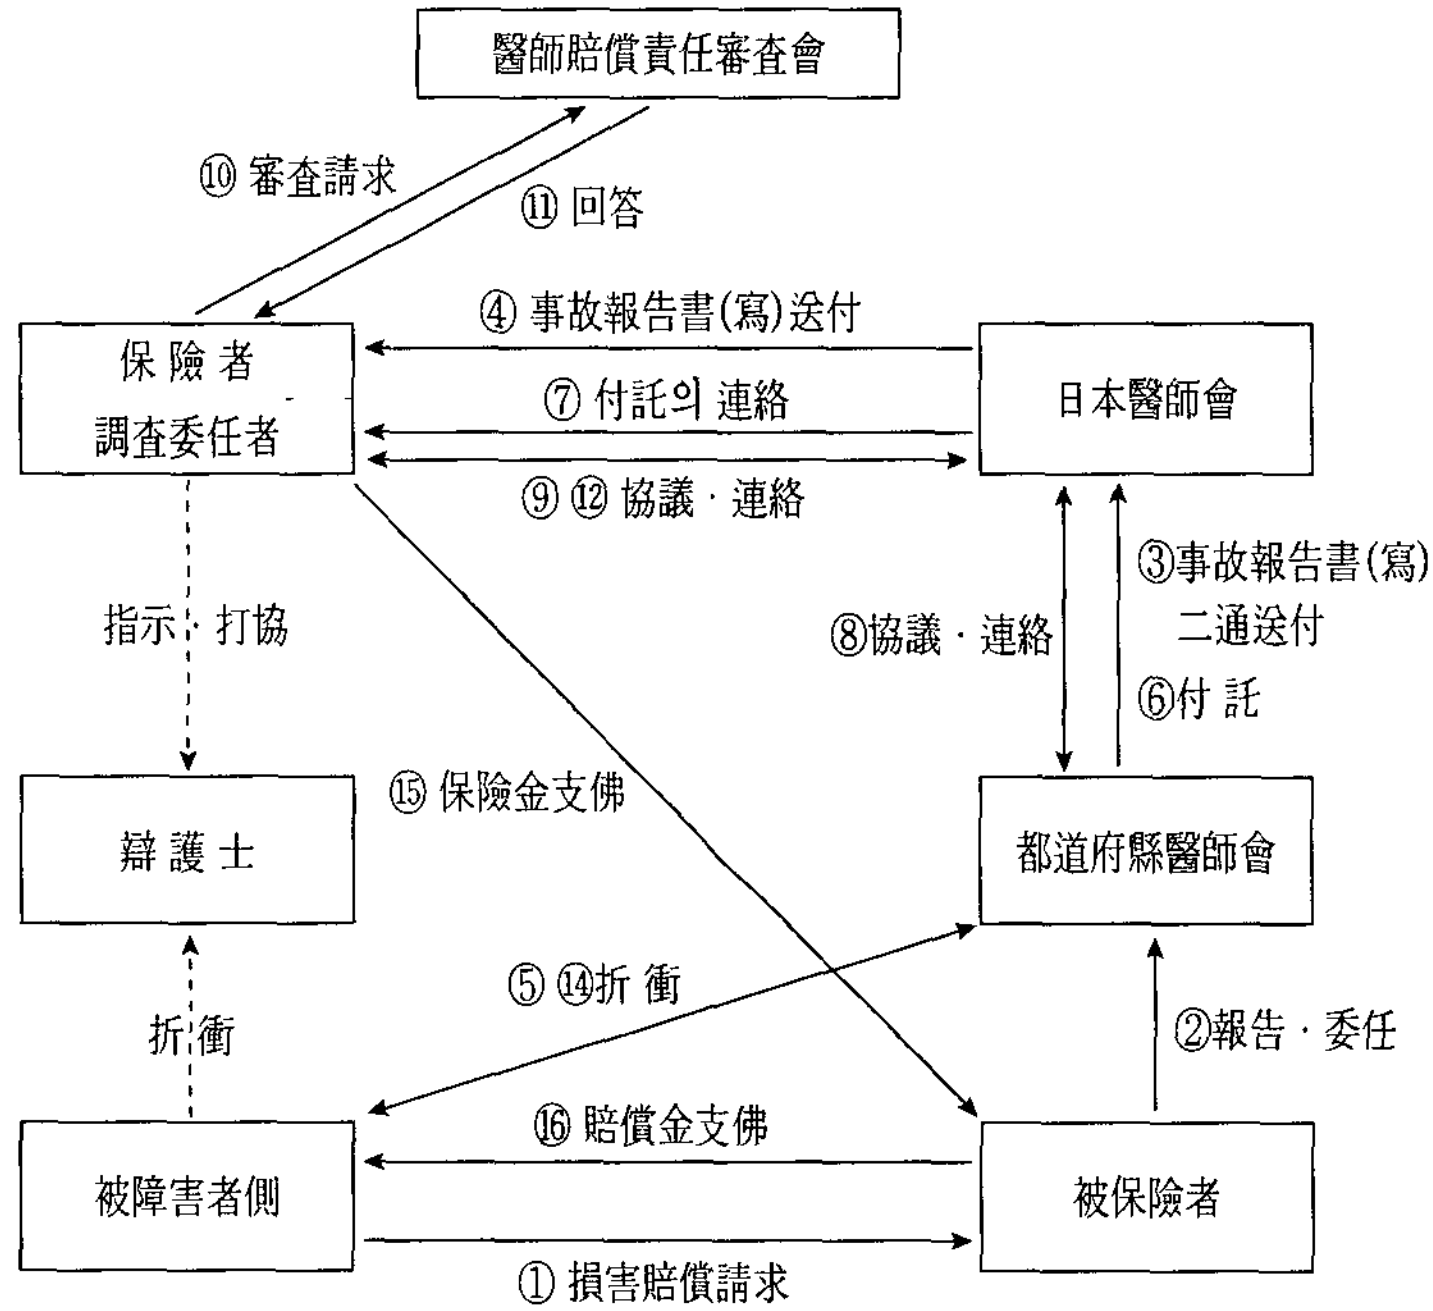 醫師賠償責任審査會
⑩ 審査請求
⑪ 回答
④ 事故報告書(寫)送付
保 險 者
調査委任者
⑦ 付託의 連絡
日本醫師會
⑨ ⑫ 協議 · 連絡
③事故報告書(寫)
二通送付
指示 · 打協
⑧協議 · 連絡
⑥付 託
⑮ 保險金支佛
辯 護 士
都道府縣醫師會
⑤ ⑭折 衝
折 衝
②報告 · 委任
⑯ 賠償金支佛
被障害者側
被保險者
① 損害賠償請求